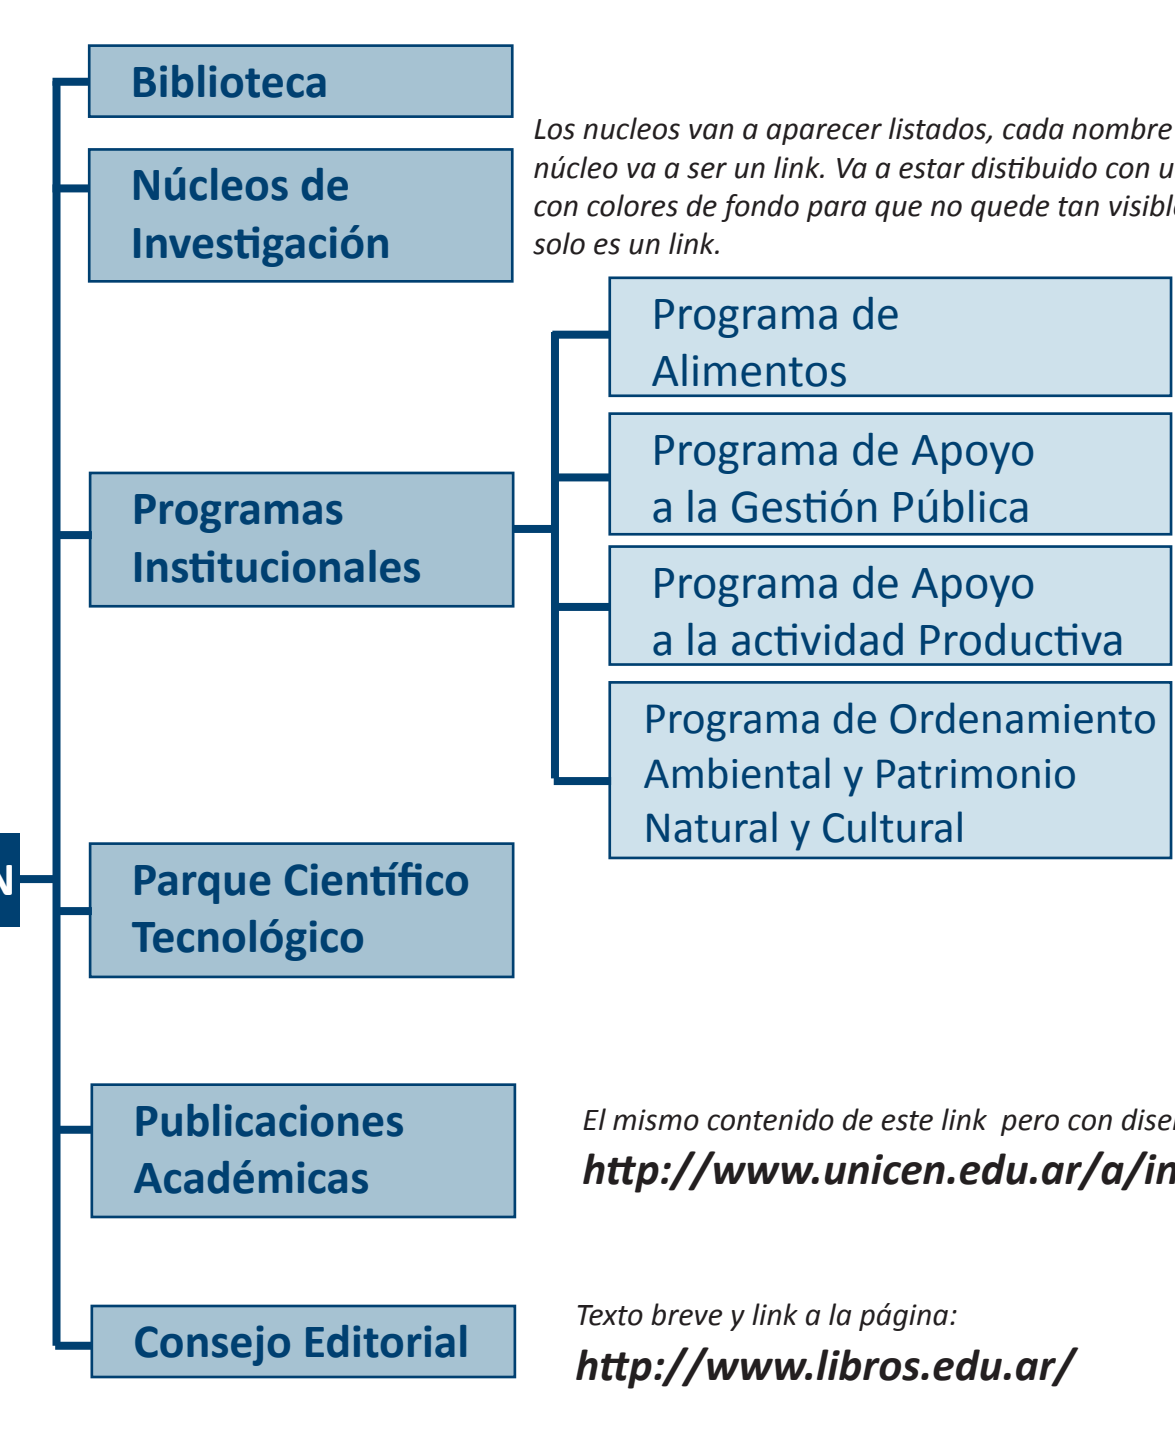 Biblioteca
Los nucleos van a aparecer listados, cada nombre
núcleo va a ser un link. Va a estar distibuido con u
con colores de fondo para que no quede tan visible
solo es un link.
Núcleos de
Investigación
Programa de
Alimentos
Programa de Apoyo
a la Gestión Pública
Programas
Institucionales
Programa de Apoyo
a la actividad Productiva
Programa de Ordenamiento
Ambiental y Patrimonio
Natural y Cultural
N
Parque Científico
Tecnológico
Publicaciones
Académicas
El mismo contenido de este link pero con dise
http://www.unicen.edu.ar/a/in
Consejo Editorial
Texto breve y link a la página:
http://www.libros.edu.ar/